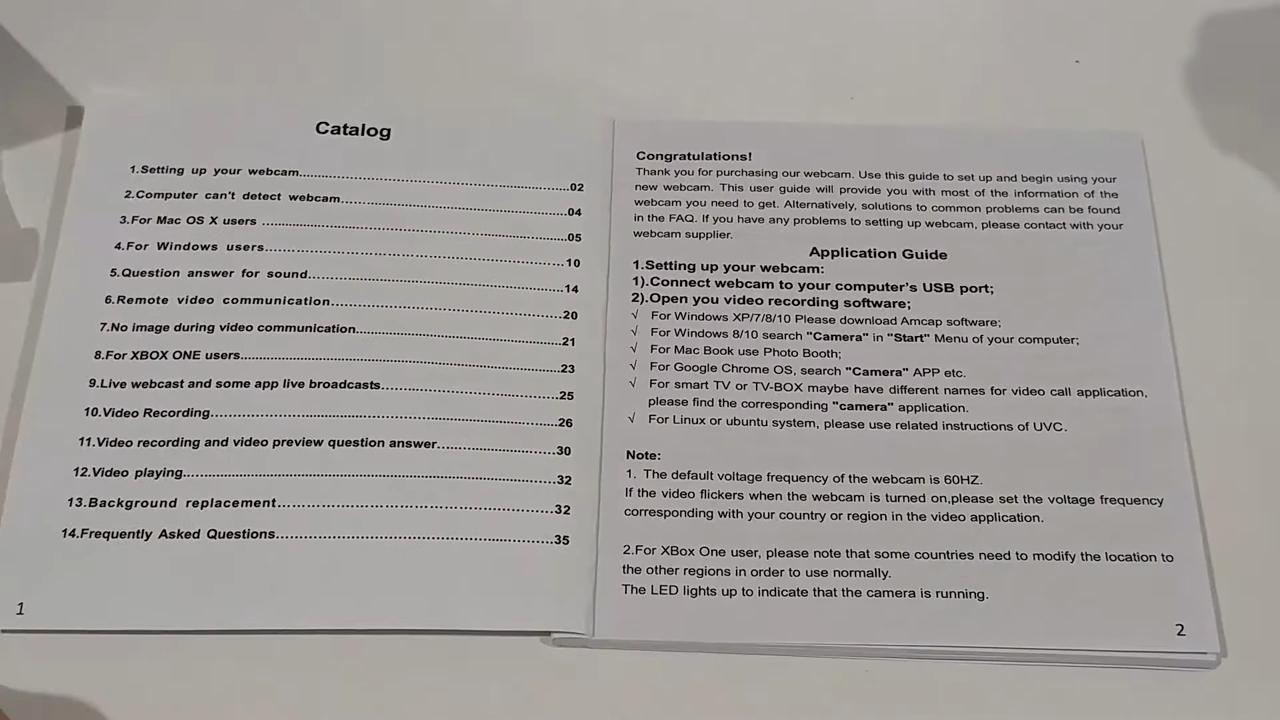 Catalog
1.Setting up your webcam..............................................................02
2.Computer can't detect webcam....................................................04
3.For Mac OS X users ....................................................................05
4.For Windows users......................................................................10
5.Question answer for sound..........................................................14
6.Remote video communication......................................................20
7.No image during video communication.........................................21
8.For XBOX ONE users....................................................................23
9.Live webcast and some app live broadcasts.................................25
10.Video Recording........................................................................26
11.Video recording and video preview question answer....................30
12.Video playing............................................................................32
13.Background replacement...........................................................32
14.Frequently Asked Questions.......................................................35
1
Congratulations!
Thank you for purchasing our webcam. Use this guide to set up and begin using your
new webcam. This user guide will provide you with most of the information of the
webcam you need to get. Alternatively, solutions to common problems can be found
in the FAQ. If you have any problems to setting up webcam, please contact with your
webcam supplier.
Application Guide
1.Setting up your webcam:
1).Connect webcam to your computer's USB port;
2).Open you video recording software;
√ For Windows XP/7/8/10 Please download Amcap software;
√ For Windows 8/10 search "Camera" in "Start" Menu of your computer;
√ For Mac Book use Photo Booth;
√ For Google Chrome OS, search "Camera" APP etc.
√ For smart TV or TV-BOX maybe have different names for video call application,
please find the corresponding "camera" application.
√ For Linux or ubuntu system, please use related instructions of UVC.
Note:
1. The default voltage frequency of the webcam is 60HZ.
If the video flickers when the webcam is turned on,please set the voltage frequency
corresponding with your country or region in the video application.
2.For XBox One user, please note that some countries need to modify the location to
the other regions in order to use normally.
The LED lights up to indicate that the camera is running.
2